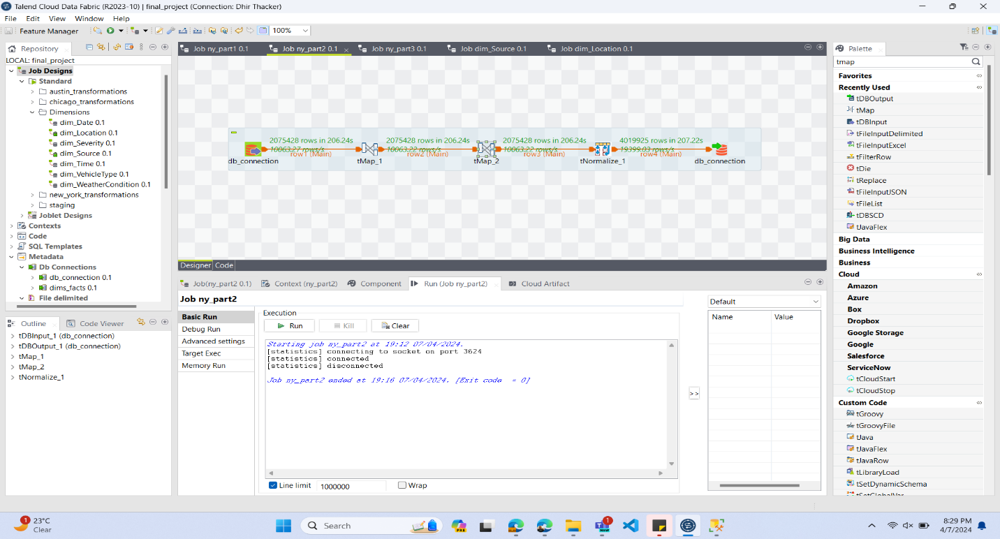 Talend Cloud Data Fabric (R2023-10) | final_project (Connection: Dhir Thacker)
File Edit View Window Help
Feature Manager
100%
Repository
LOCAL: final_project
Job Designs
Standard
austin_transformations
chicago_transformations
Dimensions
dim_Date 0.1
dim_Location 0.1
dim_Severity 0.1
dim_Source 0.1
dim_Time 0.1
dim_VehicleType 0.1
dim_WeatherCondition 0.1
new_york_transformations
staging
Joblet Designs
Contexts
Code
SQL Templates
Metadata
Db Connections
db_connection 0.1
dims_facts 0.1
File delimited
Outline Code Viewer
tDBInput_1 (db_connection)
tDBOutput_1 (db_connection)
tMap_1
tMap_2
tNormalize_1
Job ny_part1 0.1 Job ny_part2 0.1 Job ny_part3 0.1 Job dim_Source 0.1 Job dim_Location 0.1
2075428 rows in 206.24s 2075428 rows in 206.24s 2075428 rows in 206.24s 4019925 rows in 207.22s
10063.27 rows/s 10063.22 rows/s 10063.22 rows/s 19399.03 rows/s
row1 (Main) row2 (Main) row3 (Main) row4 (Main)
db_connection tMap_1 tMap_2 tNormalize_1 db_connection
Designer Code
Job(ny_part2 0.1) Context (ny_part2) Component Run (Job ny_part2) Cloud Artifact
Job ny_part2
Basic Run
Debug Run
Advanced settings
Target Exec
Memory Run
Execution
Run Kill Clear
Starting job ny_part2 at 19:12 07/04/2024.
[statistics] connecting to socket on port 3624
[statistics] connected
[statistics] disconnected
Job ny_part2 ended at 19:16 07/04/2024. [Exit code  = 0]
Line limit 1000000 Wrap
>>
Default
Name Value
Palette
tmap
Favorites
Recently Used
tDBOutput
tMap
tDBInput
tFileInputDelimited
tFileInputExcel
tFilterRow
tDie
tReplace
tFileInputJSON
tFileList
tDBSCD
tJavaFlex
Big Data
Business Intelligence
Business
Cloud
Amazon
Azure
Box
Dropbox
Google Storage
Google
Salesforce
ServiceNow
tCloudStart
tCloudStop
Custom Code
tGroovy
tGroovyFile
tJava
tJavaFlex
tJavaRow
tLibraryLoad
tSetDynamicSchema
tSetGlobalVar
1
23°C
Clear
Search
PRE
1
NEW
8:29 PM
4/7/2024